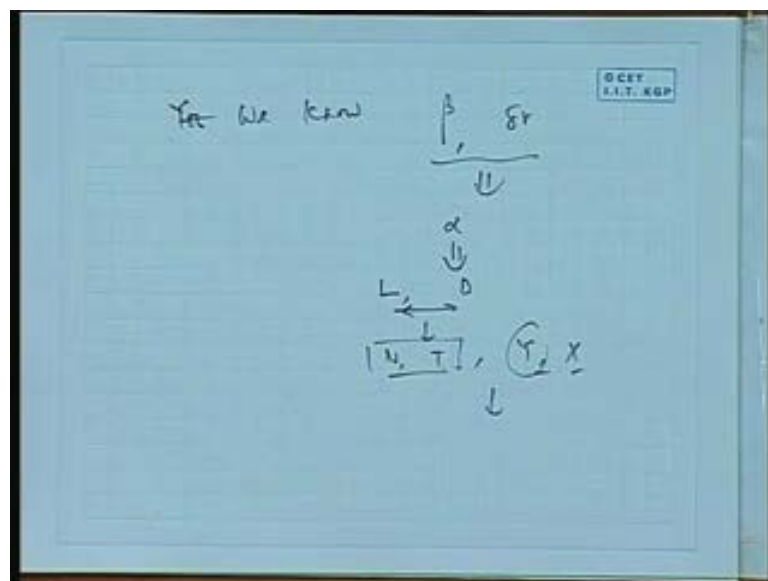 © CET
I.I.T. KGP
We know β, δr
⇓
α
⇓
L, D
↓
N, T, Y, X
↓